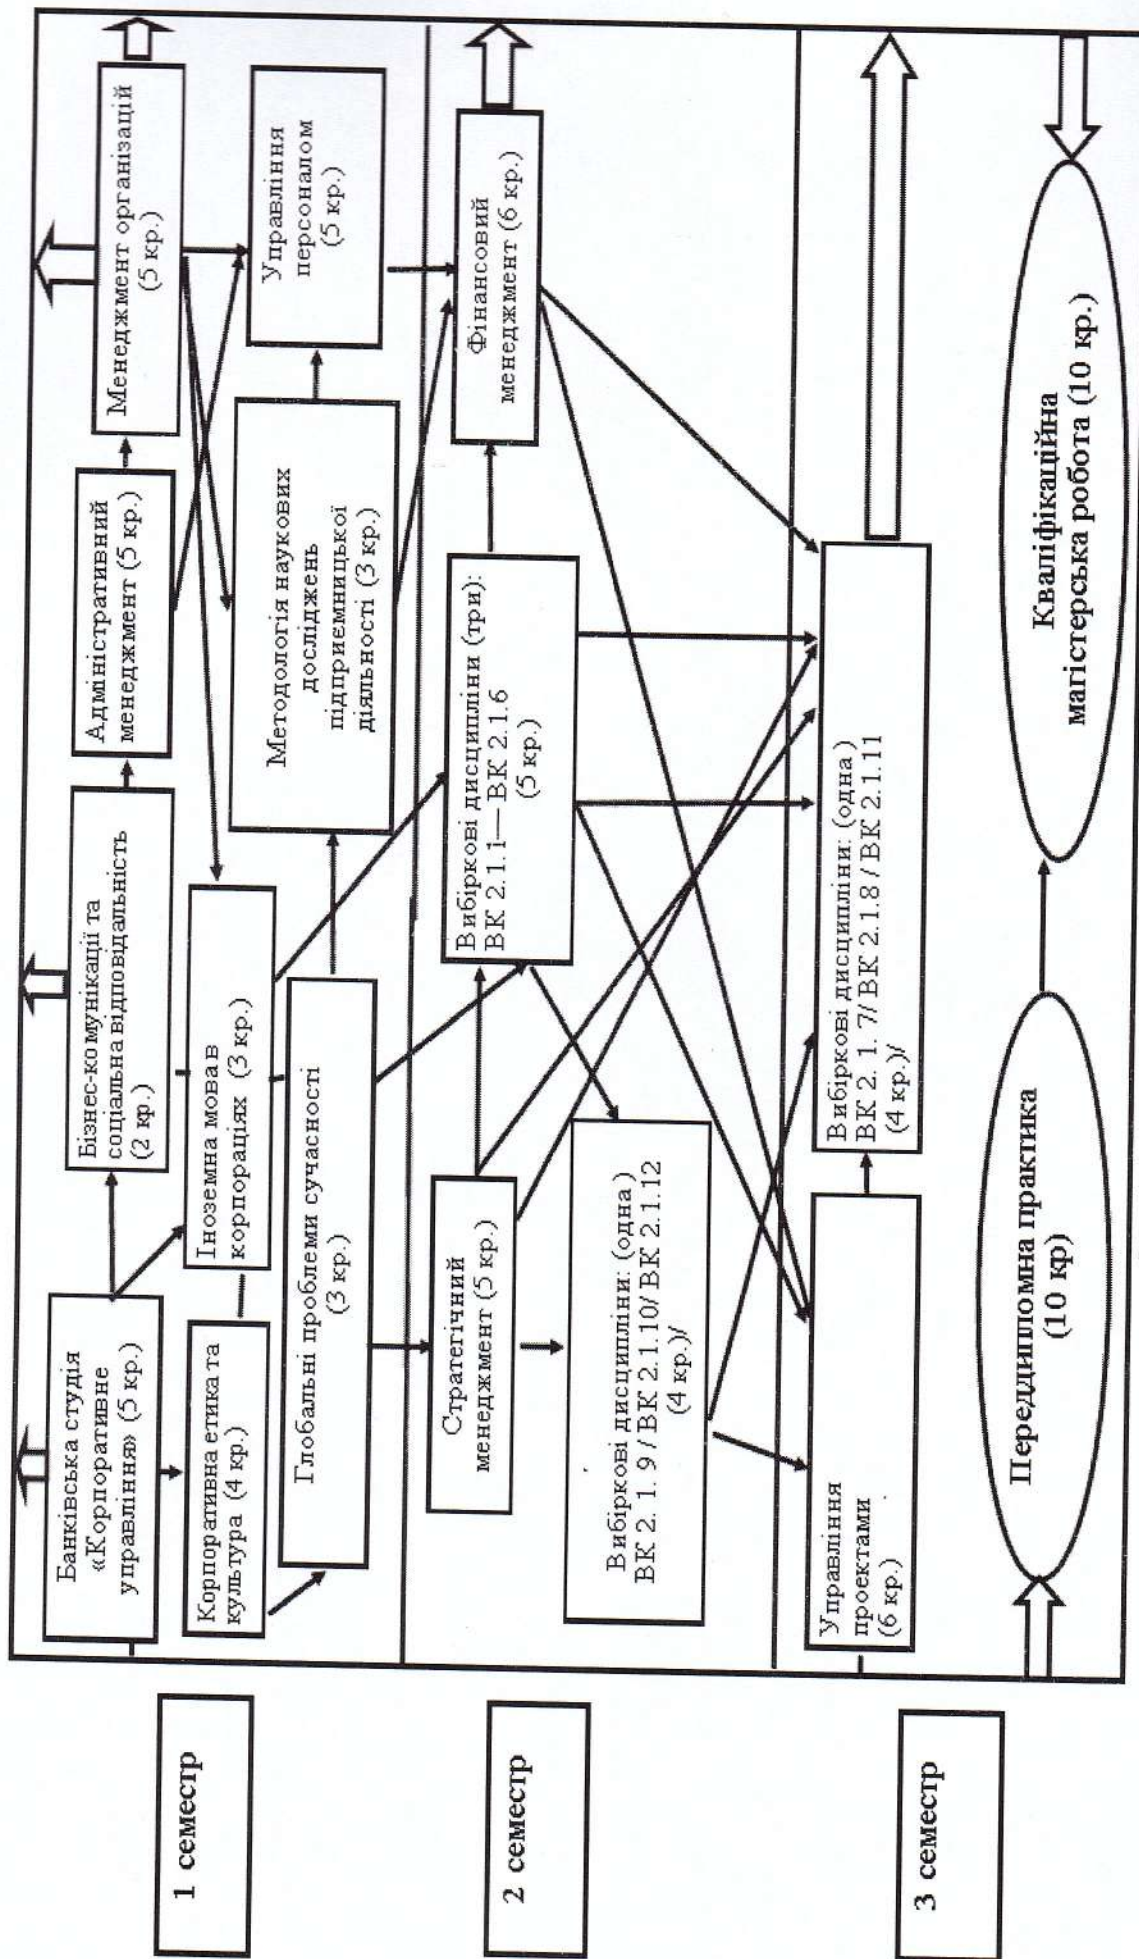 1 семестр
Банківська студія
«Корпоративне
управління» (5 кр.)
Бізнес-комунікації та
соціальна відповідальність
(2 кр.)
Адміністративний
менеджмент (5 кр.)
Менеджмент організацій
(5 кр.)
Корпоративна етика та
культура (4 кр.)
Іноземна мова в
корпораціях (3 кр.)
Глобальні проблеми сучасності
(3 кр.)
Методологія наукових
досліджень
підприємницької
діяльності (3 кр.)
Управління
персоналом
(5 кр.)
2 семестр
Стратегічний
менеджмент (5 кр.)
Вибіркові дисципліни (три):
ВК 2.1.1— ВК 2.1.6
(5 кр.)
Фінансовий
менеджмент (6 кр.)
Вибіркові дисципліни: (одна)
ВК 2. 1. 9 / ВК 2.1.10/ ВК 2.1.12
(4 кр.)/
3 семестр
Управління
проектами
(6 кр.)
Вибіркові дисципліни: (одна )
ВК 2. 1. 7/ ВК 2.1.8 / ВК 2.1.11
(4 кр.)/
Переддипломна практика
(10 кр)
Кваліфікаційна
магістерська робота (10 кр.)